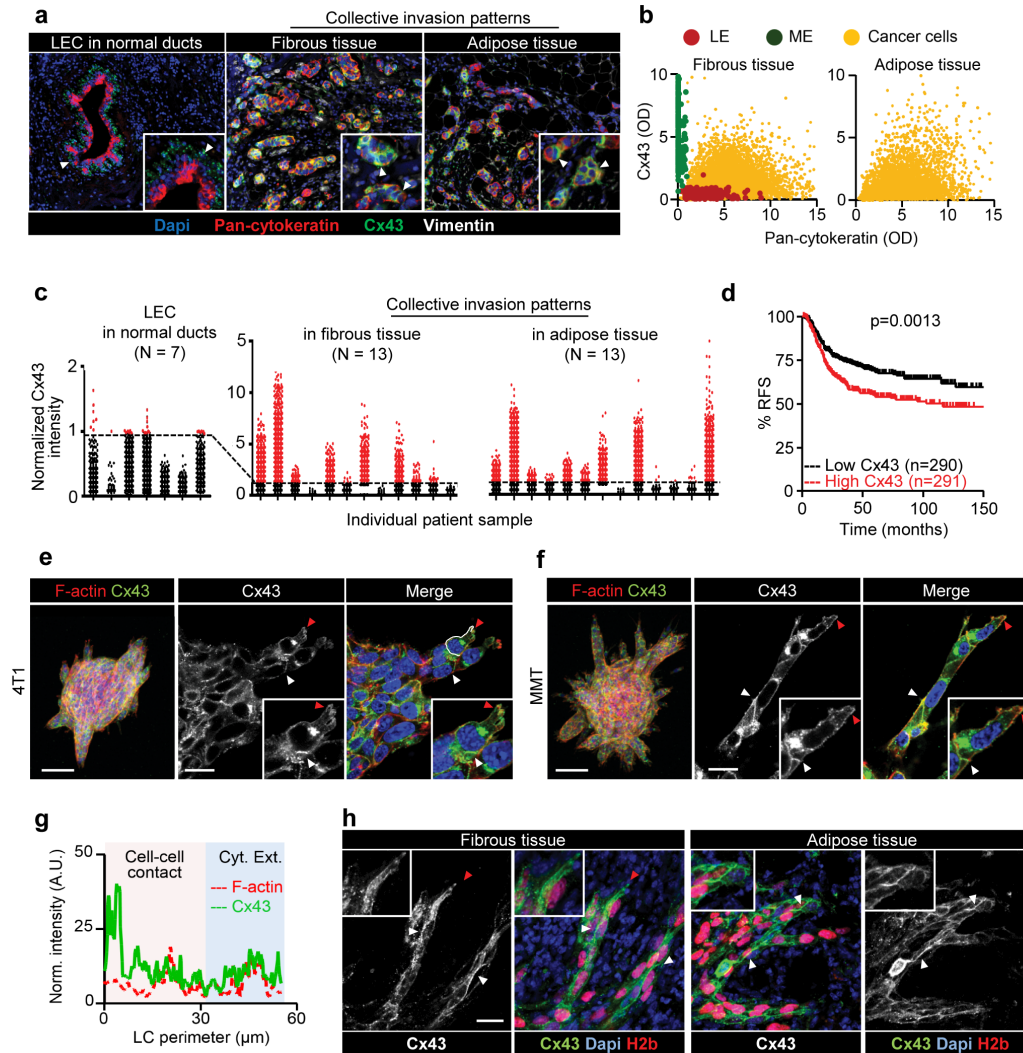 a
Collective invasion patterns
LEC in normal ducts
Fibrous tissue
Adipose tissue
Dapi Pan-cytokeratin Cx43 Vimentin
b
LE ME Cancer cells
Fibrous tissue
Adipose tissue
Cx43 (OD)
10
5
0
0 5 10 15
10
5
0
0 5 10 15
Pan-cytokeratin (OD)
c
Collective invasion patterns
LEC
in normal ducts
(N = 7)
in fibrous tissue
(N = 13)
in adipose tissue
(N = 13)
Normalized Cx43
intensity
2
1
0
5
10
5
0
Individual patient sample
d
p=0.0013
% RFS
100
75
50
25
0
Low Cx43 (n=290)
High Cx43 (n=291)
0 50 100 150
Time (months)
e
F-actin Cx43
Cx43
Merge
4T1
f
F-actin Cx43
Cx43
Merge
MMT
g
Norm. intensity (A.U.)
50
25
0
Cell-cell
contact
Cyt. Ext.
F-actin
Cx43
0 30 60
LC perimeter (µm)
h
Fibrous tissue
Adipose tissue
Cx43
Cx43 Dapi H2b
Cx43
Cx43 Dapi H2b